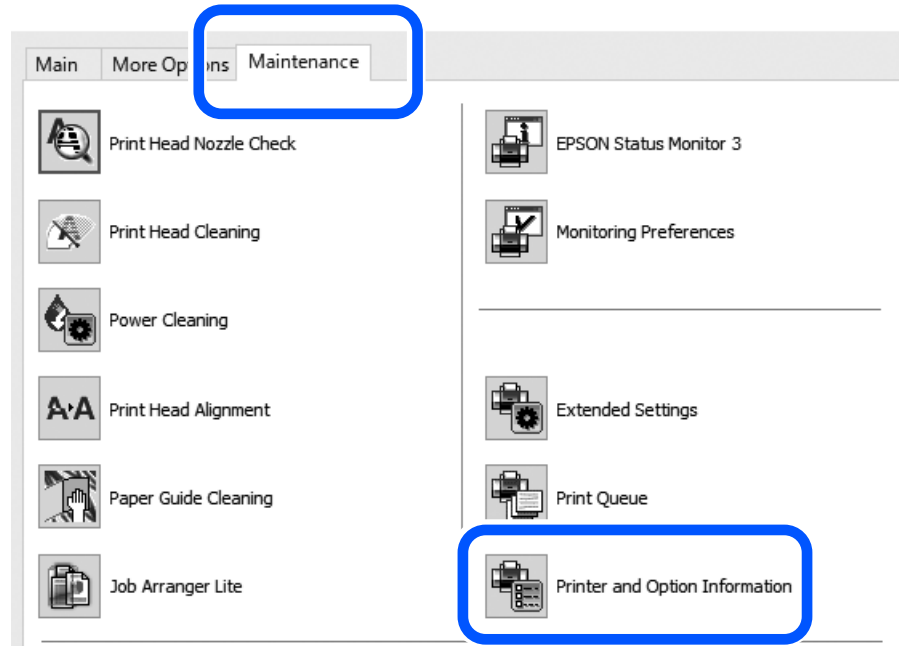 Main
More Options
Maintenance
Print Head Nozzle Check
Print Head Cleaning
Power Cleaning
Print Head Alignment
Paper Guide Cleaning
Job Arranger Lite
EPSON Status Monitor 3
Monitoring Preferences
Extended Settings
Print Queue
Printer and Option Information